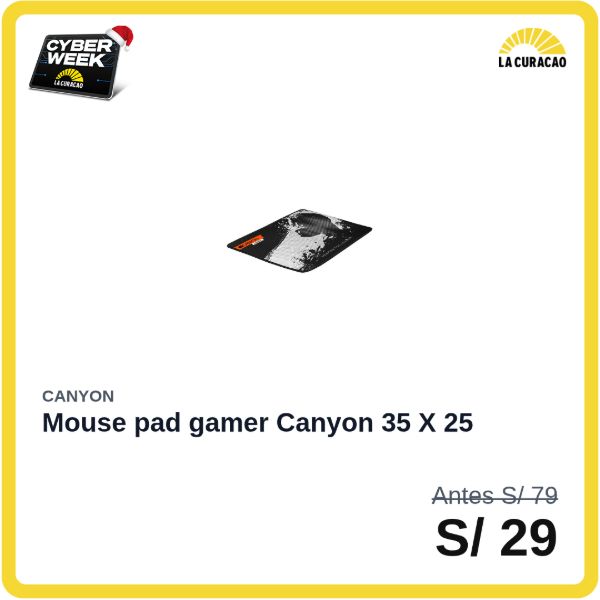 CYBER
WEEK
LA CURACAO
LA CURACAO
CANYON
Mouse pad gamer Canyon 35 X 25
Antes S/ 79
S/ 29